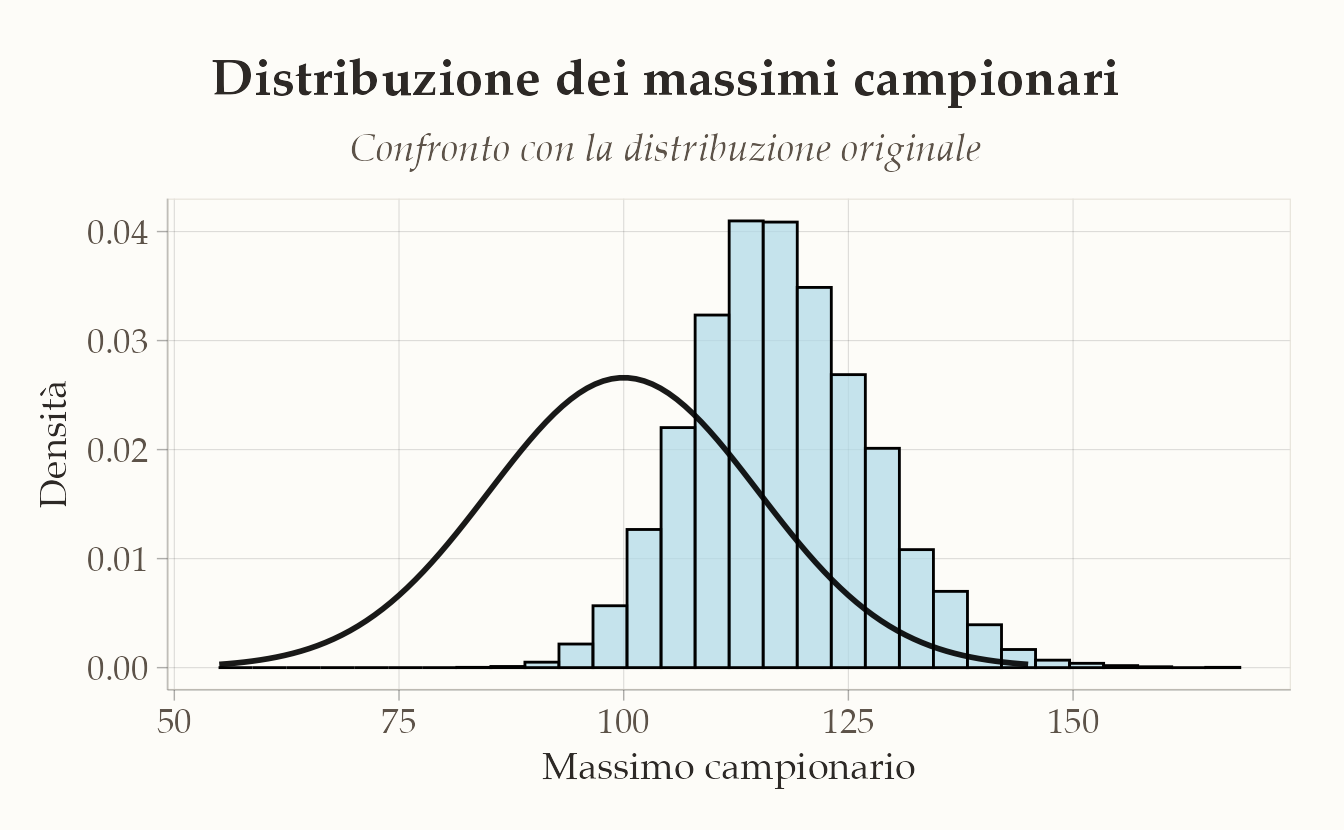 Distribuzione dei massimi campionari
Confronto con la distribuzione originale
0.04
0.03
0.02
0.01
0.00
Densità
50 75 100 125 150
Massimo campionario